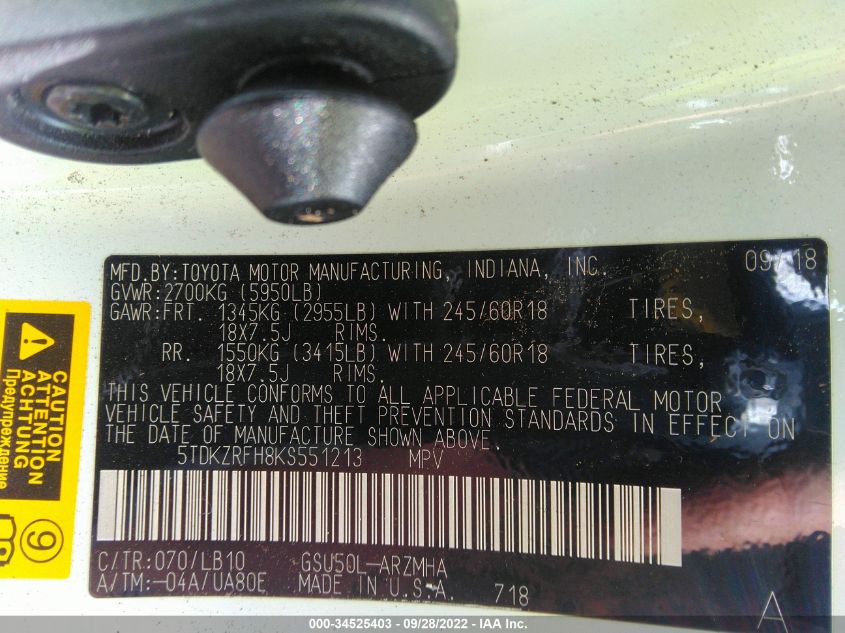 MFD.BY:TOYOTA MOTOR MANUFACTURING, INDIANA, INC. 09/18
GVWR:2700KG (5950LB)
GAWR:FRT. 1345KG (2955LB) WITH 245/60R18 TIRES,
18X7.5J RIMS.
RR. 1550KG (3415LB) WITH 245/60R18 TIRES,
18X7.5J RIMS.
THIS VEHICLE CONFORMS TO ALL APPLICABLE FEDERAL MOTOR
VEHICLE SAFETY AND THEFT PREVENTION STANDARDS IN EFFECT ON
THE DATE OF MANUFACTURE SHOWN ABOVE.
5TDKZRFH8KS551213 MPV
C/TR:070/LB10 GSU50L-ARZMHA
A/TM:-04A/UA80E MADE IN U.S.A. 718
A
CAUTION
ATTENTION
ACHTUNG
Предупреждение
9
000-34525403 - 09/28/2022 - IAA Inc.